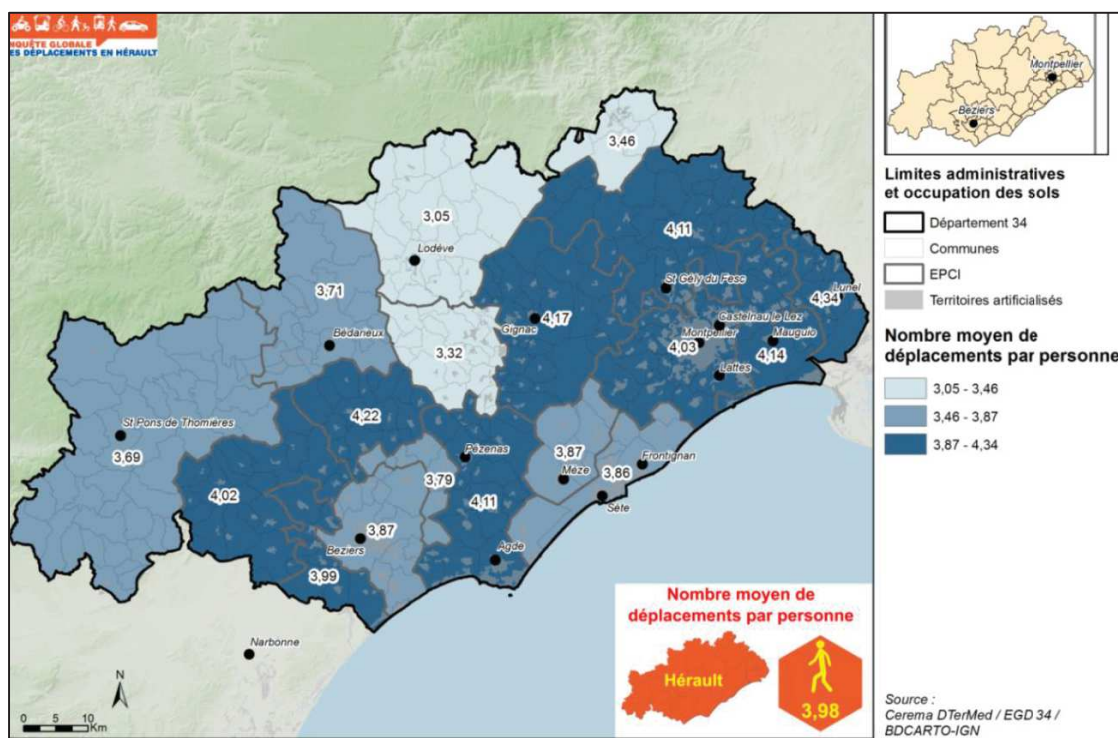 NQUÊTE GLOBALE
ES DÉPLACEMENTS EN HÉRAULT
3,46
3,05
Lodéve
4,11
St Gély du Fesc
Lunel
4,34
3,71
Bédarieux
Gignac
4,17
Castelnau le Lez
Montpellier
4,03
Mauguio
4,14
3,32
Lattes
4,22
St Pons de Thomières
3,69
Pézenas
3,87
Mèze
3,86
Frontignan
Sète
3,79
4,02
4,11
3,87
Beziers
Agde
3,99
Narbonne
N
0
5
10
Km
Nombre moyen de
déplacements par personne
Hérault
3,98
Montpellier
Béziers
Limites administratives
et occupation des sols
Département 34
Communes
EPCI
Territoires artificialisés
Nombre moyen de
déplacements par personne
3,05 - 3,46
3,46 - 3,87
3,87 - 4,34
Source :
Cerema DTerMed / EGD 34 /
BDCARTO-IGN